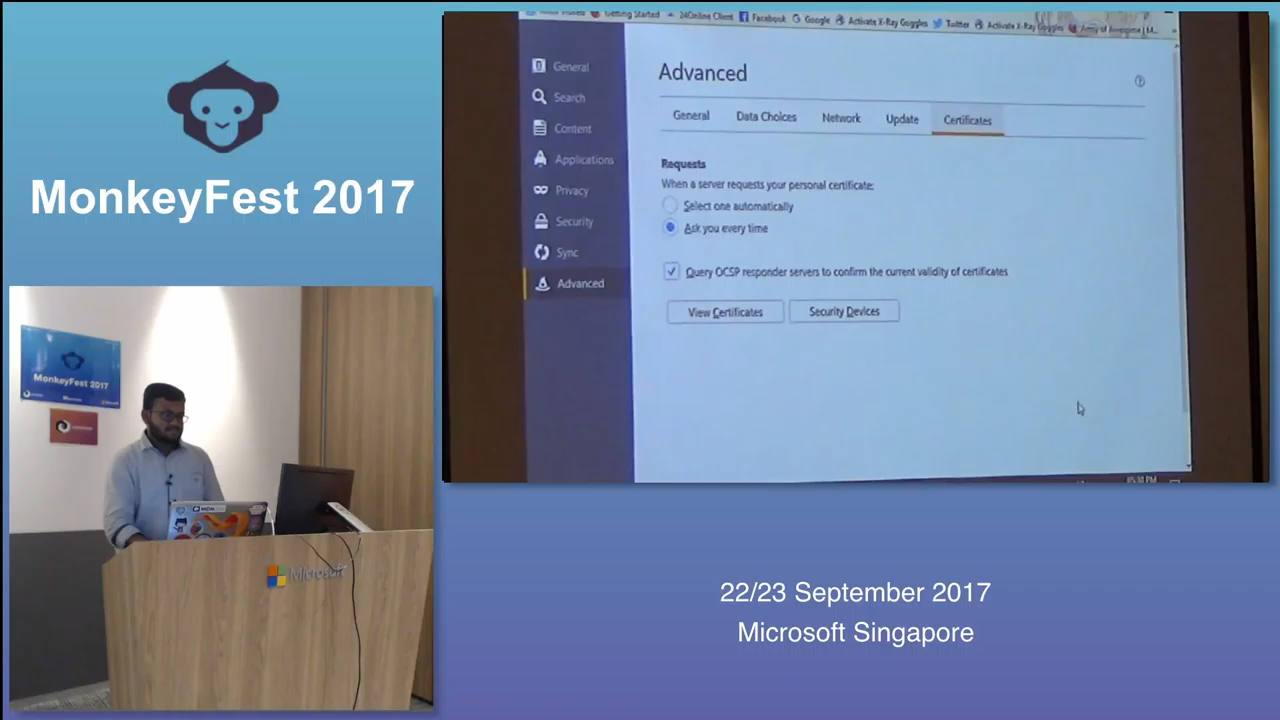 MonkeyFest 2017
MonkeyFest 2017
Microsoft
Getting Started
24Online Client
Facebook
Google
Activate X-Ray Goggles
Twitter
Activate X-Ray Goggles
Army of Awesome | M...
General
Search
Content
Applications
Privacy
Security
Sync
Advanced
Advanced
General
Data Choices
Network
Update
Certificates
Requests
When a server requests your personal certificate:
Select one automatically
Ask you every time
Query OCSP responder servers to confirm the current validity of certificates
View Certificates
Security Devices
22/23 September 2017
Microsoft Singapore